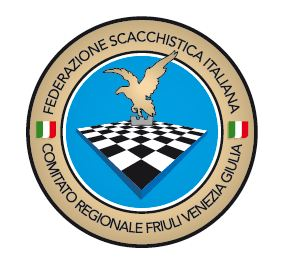 FEDERAZIONE SCACCHISTICA ITALIANA
COMITATO REGIONALE FRIULI VENEZIA GIULIA